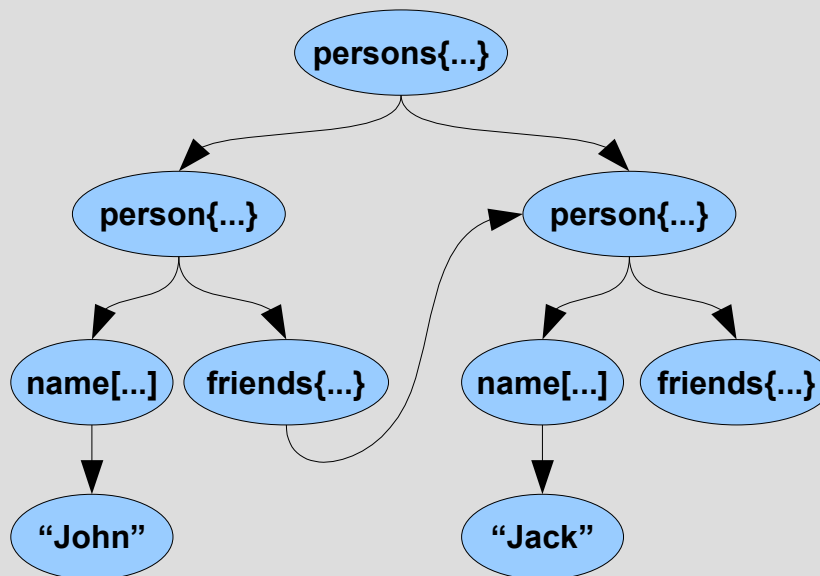 persons{...}
person{...}
person{...}
name[...]
friends{...}
name[...]
friends{...}
“John”
“Jack”